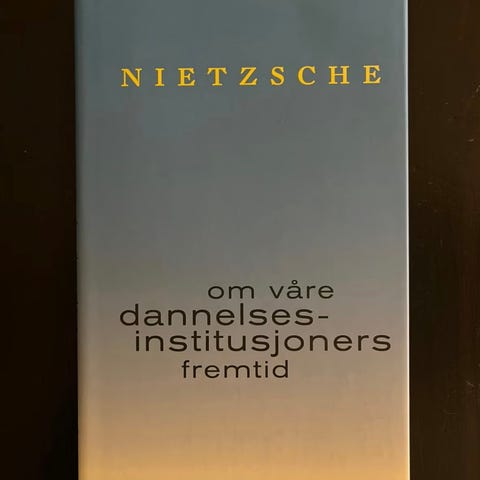 NIETZSCHE
om våre
dannelses-
institusjoners
fremtid